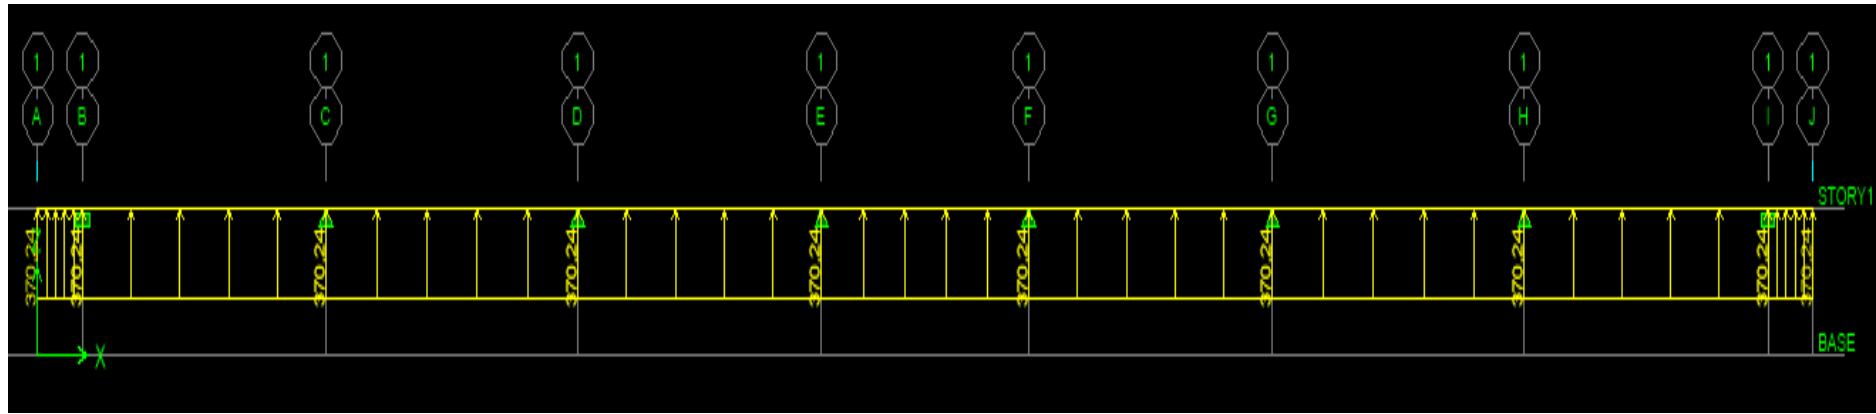 1 1 1 1 1 1 1 1 1 1
A B C D E F G H I J
STORY1
370.24 370.24 370.24 370.24 370.24 370.24 370.24 370.24 370.24 370.24
BASE
X